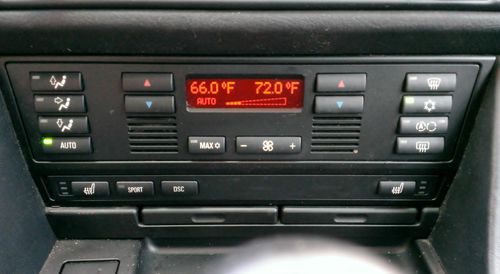 66.0 °F 72.0 °F
AUTO
AUTO
MAX
- +
SPORT
DSC